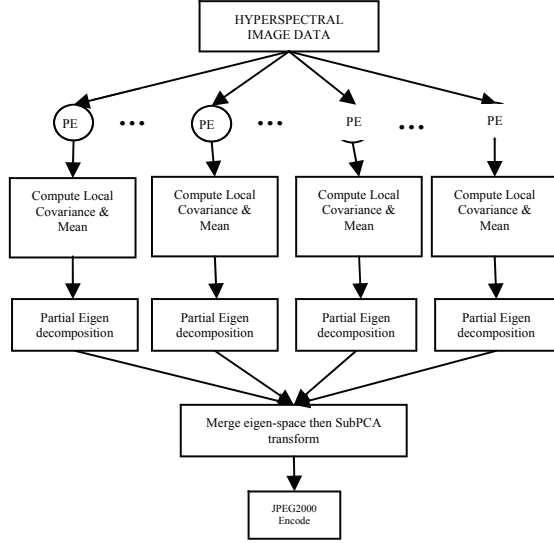 HYPERSPECTRAL
IMAGE DATA
PE ... PE ... PE ... PE
Compute Local
Covariance &
Mean
Compute Local
Covariance &
Mean
Compute Local
Covariance &
Mean
Compute Local
Covariance &
Mean
Partial Eigen
decomposition
Partial Eigen
decomposition
Partial Eigen
decomposition
Partial Eigen
decomposition
Merge eigen-space then SubPCA
transform
JPEG2000
Encode